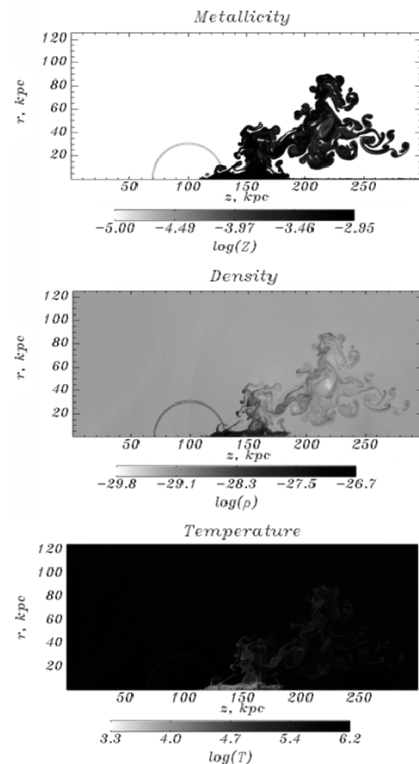 Metallicity
r, kpc
120
100
80
60
40
20
50 100 150 200 250
z, kpc
-5.00 -4.49 -3.97 -3.46 -2.95
log(Z)
Density
r, kpc
120
100
80
60
40
20
50 100 150 200 250
z, kpc
-29.8 -29.1 -28.3 -27.5 -26.7
log(ρ)
Temperature
r, kpc
120
100
80
60
40
20
50 100 150 200 250
z, kpc
3.3 4.0 4.7 5.4 6.2
log(T)